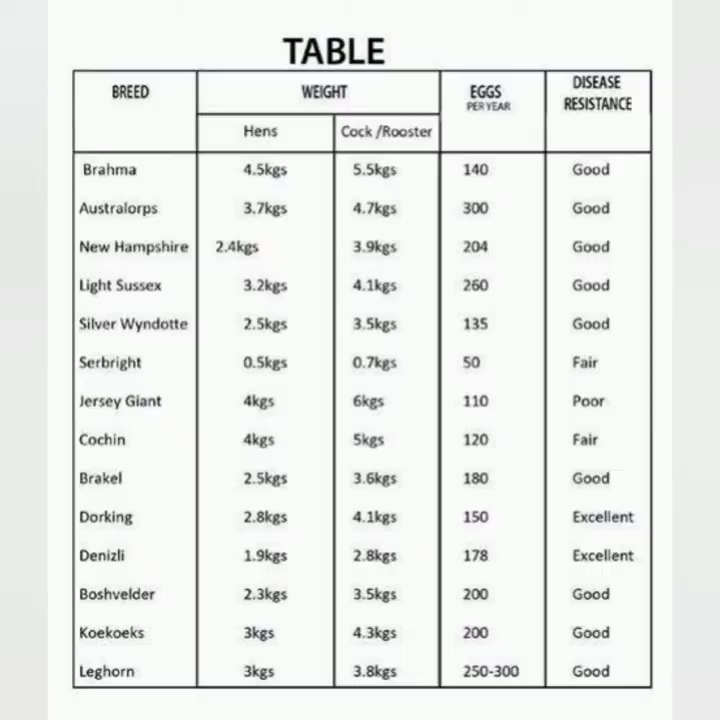 TABLE
BREED WEIGHT EGGS PER YEAR DISEASE RESISTANCE
Hens Cock /Rooster
Brahma 4.5kgs 5.5kgs 140 Good
Australorps 3.7kgs 4.7kgs 300 Good
New Hampshire 2.4kgs 3.9kgs 204 Good
Light Sussex 3.2kgs 4.1kgs 260 Good
Silver Wyndotte 2.5kgs 3.5kgs 135 Good
Serbright 0.5kgs 0.7kgs 50 Fair
Jersey Giant 4kgs 6kgs 110 Poor
Cochin 4kgs 5kgs 120 Fair
Brakel 2.5kgs 3.6kgs 180 Good
Dorking 2.8kgs 4.1kgs 150 Excellent
Denizli 1.9kgs 2.8kgs 178 Excellent
Boshvelder 2.3kgs 3.5kgs 200 Good
Koekoeks 3kgs 4.3kgs 200 Good
Leghorn 3kgs 3.8kgs 250-300 Good